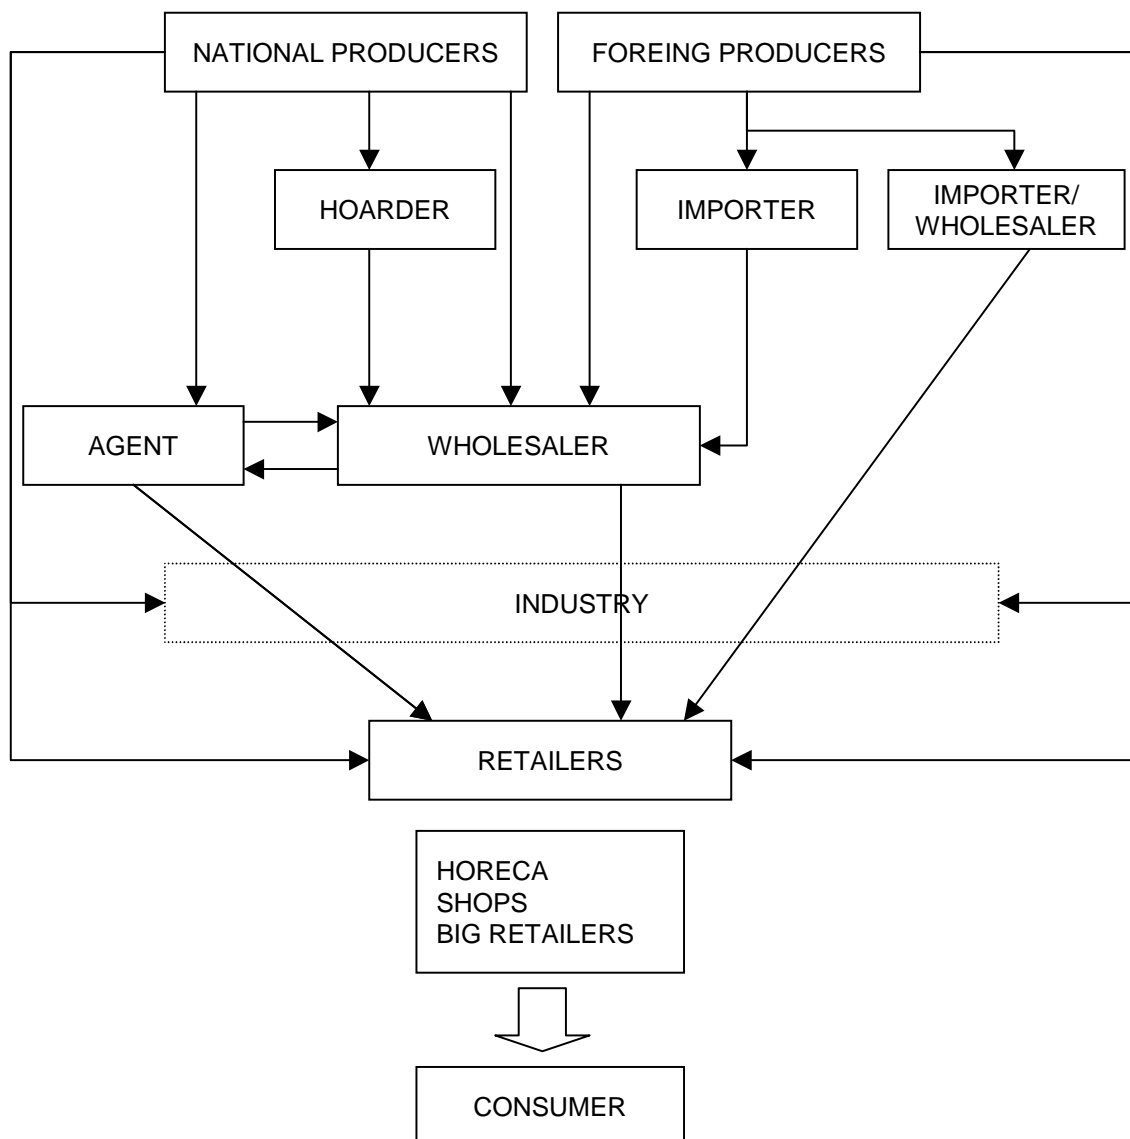 NATIONAL PRODUCERS
FOREING PRODUCERS
HOARDER
IMPORTER
IMPORTER/
WHOLESALER
AGENT
WHOLESALER
INDUSTRY
RETAILERS
HORECA
SHOPS
BIG RETAILERS
CONSUMER